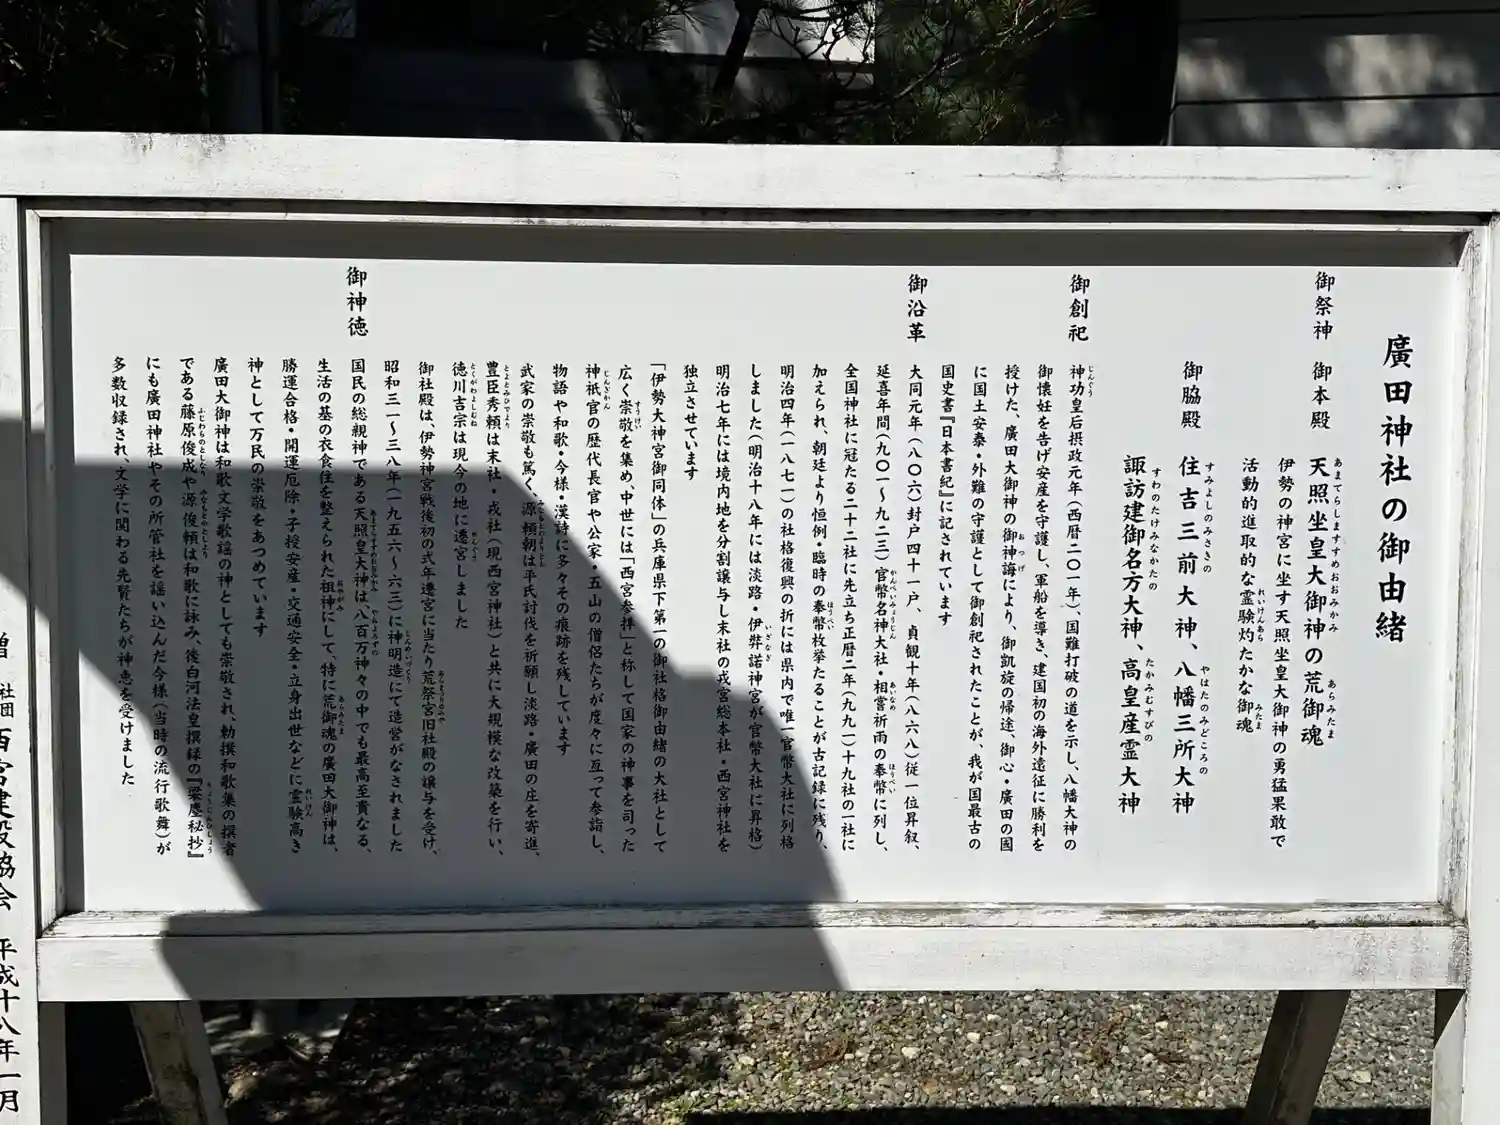 廣田神社の御由緒
御祭神 御本殿 天照坐皇大御神の荒御魂
伊勢の神宮に坐す天照坐皇大御神の勇猛果敢で
活動的進取的な霊験灼たかな御魂
御脇殿 住吉三前大神、八幡三所大神
諏訪建御名方大神、高皇産霊大神
御創祀 神功皇后摂政元年(西暦二〇一年)、国難打破の道を示し、八幡大神の
御懐妊を告げ安産を守護し、軍船を導き、建国初の海外遠征に勝利を
授けた、廣田大御神の御神誨により、御凱旋の帰途、御心・廣田の国
に国土安泰・外難の守護として御創祀されたことが、我が国最古の
国史書『日本書紀』に記されています
御沿革 大同元年(八〇六)封戸四十一戸、貞観十年(八六八)従一位昇叙、
延喜年間(九〇一〜九二三)官幣名神大社・相嘗祈雨の奉幣に列し、
全国神社に冠たる二十二社に先立ち正暦二年(九九一)十九社の一社に
加えられ、朝廷より恒例・臨時の奉幣枚挙たることが古記録に残り、
明治四年(一八七一)の社格復興の折には県内で唯一官幣大社に列格
しました(明治十八年には淡路・伊弉諾神宮が官幣大社に昇格)
明治七年には境内地を分割譲与し末社の戎宮総本社・西宮神社を
独立させています
「伊勢大神宮御同体」の兵庫県下第一の御社格御由緒の大社として
広く崇敬を集め、中世には「西宮参拝」と称して国家の神事を司った
神祇官の歴代長官や公家・五山の僧侶たちが度々に亙って参詣し、
物語や和歌・今様・漢詩に多々その痕跡を残しています
武家の崇敬も篤く、源頼朝は平氏討伐を祈願し淡路・廣田の庄を寄進、
豊臣秀頼は末社・戎社(現西宮神社)と共に大規模な改築を行い、
徳川吉宗は現今の地に遷宮しました
御社殿は、伊勢神宮戦後初の式年遷宮に当たり荒祭宮旧社殿の譲与を受け、
昭和三一〜三八年(一九五六〜六三)に神明造にて造営がなされました
御神徳 国民の総親神である天照皇大神は八百万神々の中でも最高至貴なる、
生活の基の衣食住を整えられた祖神にして、特に荒御魂の廣田大御神は、
勝運合格・開運厄除・子授安産・交通安全・立身出世などに霊験高き
神として万民の崇敬をあつめています
廣田大御神は和歌文学歌謡の神としても崇敬され、勅撰和歌集の撰者
である藤原俊成や源俊頼は和歌に詠み、後白河法皇撰録の『梁塵秘抄』
にも廣田神社やその所管社を謡い込んだ今様(当時の流行歌舞)が
多数収録され、文学に関わる先賢たちが神恵を受けました
社団 西宮建設協会 平成十八年一月